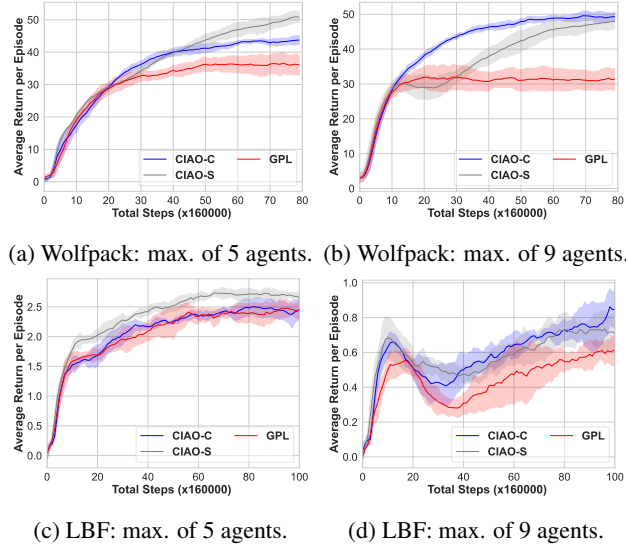 50
40
30
20
10
0
Average Return per Episode
CIAO-C
GPL
CIAO-S
0 10 20 30 40 50 60 70 80
Total Steps (x160000)
(a) Wolfpack: max. of 5 agents.
50
40
30
20
10
0
Average Return per Episode
CIAO-C
GPL
CIAO-S
0 10 20 30 40 50 60 70 80
Total Steps (x160000)
(b) Wolfpack: max. of 9 agents.
2.5
2.0
1.5
1.0
0.5
0.0
Average Return per Episode
CIAO-C
GPL
CIAO-S
0 20 40 60 80 100
Total Steps (x160000)
(c) LBF: max. of 5 agents.
1.0
0.8
0.6
0.4
0.2
0.0
Average Return per Episode
CIAO-C
GPL
CIAO-S
0 20 40 60 80 100
Total Steps (x160000)
(d) LBF: max. of 9 agents.